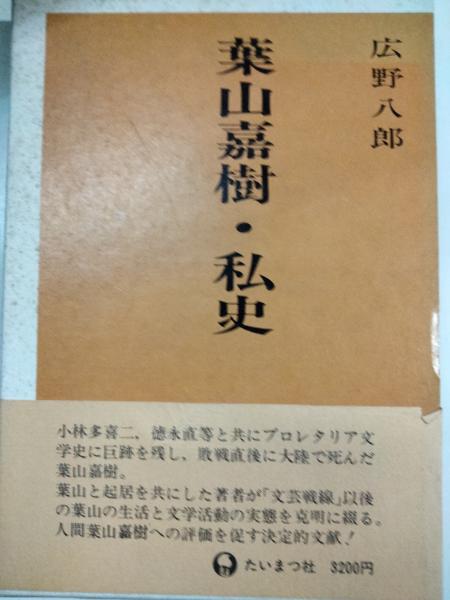 広野八郎
葉山嘉樹・私史
小林多喜二、徳永直等と共にプロレタリア文
学史に巨跡を残し、敗戦直後に大陸で死んだ
葉山嘉樹。
葉山と起居を共にした著者が「文芸戦線」以後
の葉山の生活と文学活動の実態を克明に綴る。
人間葉山嘉樹への評価を促す決定的文献!
たいまつ社 3200円